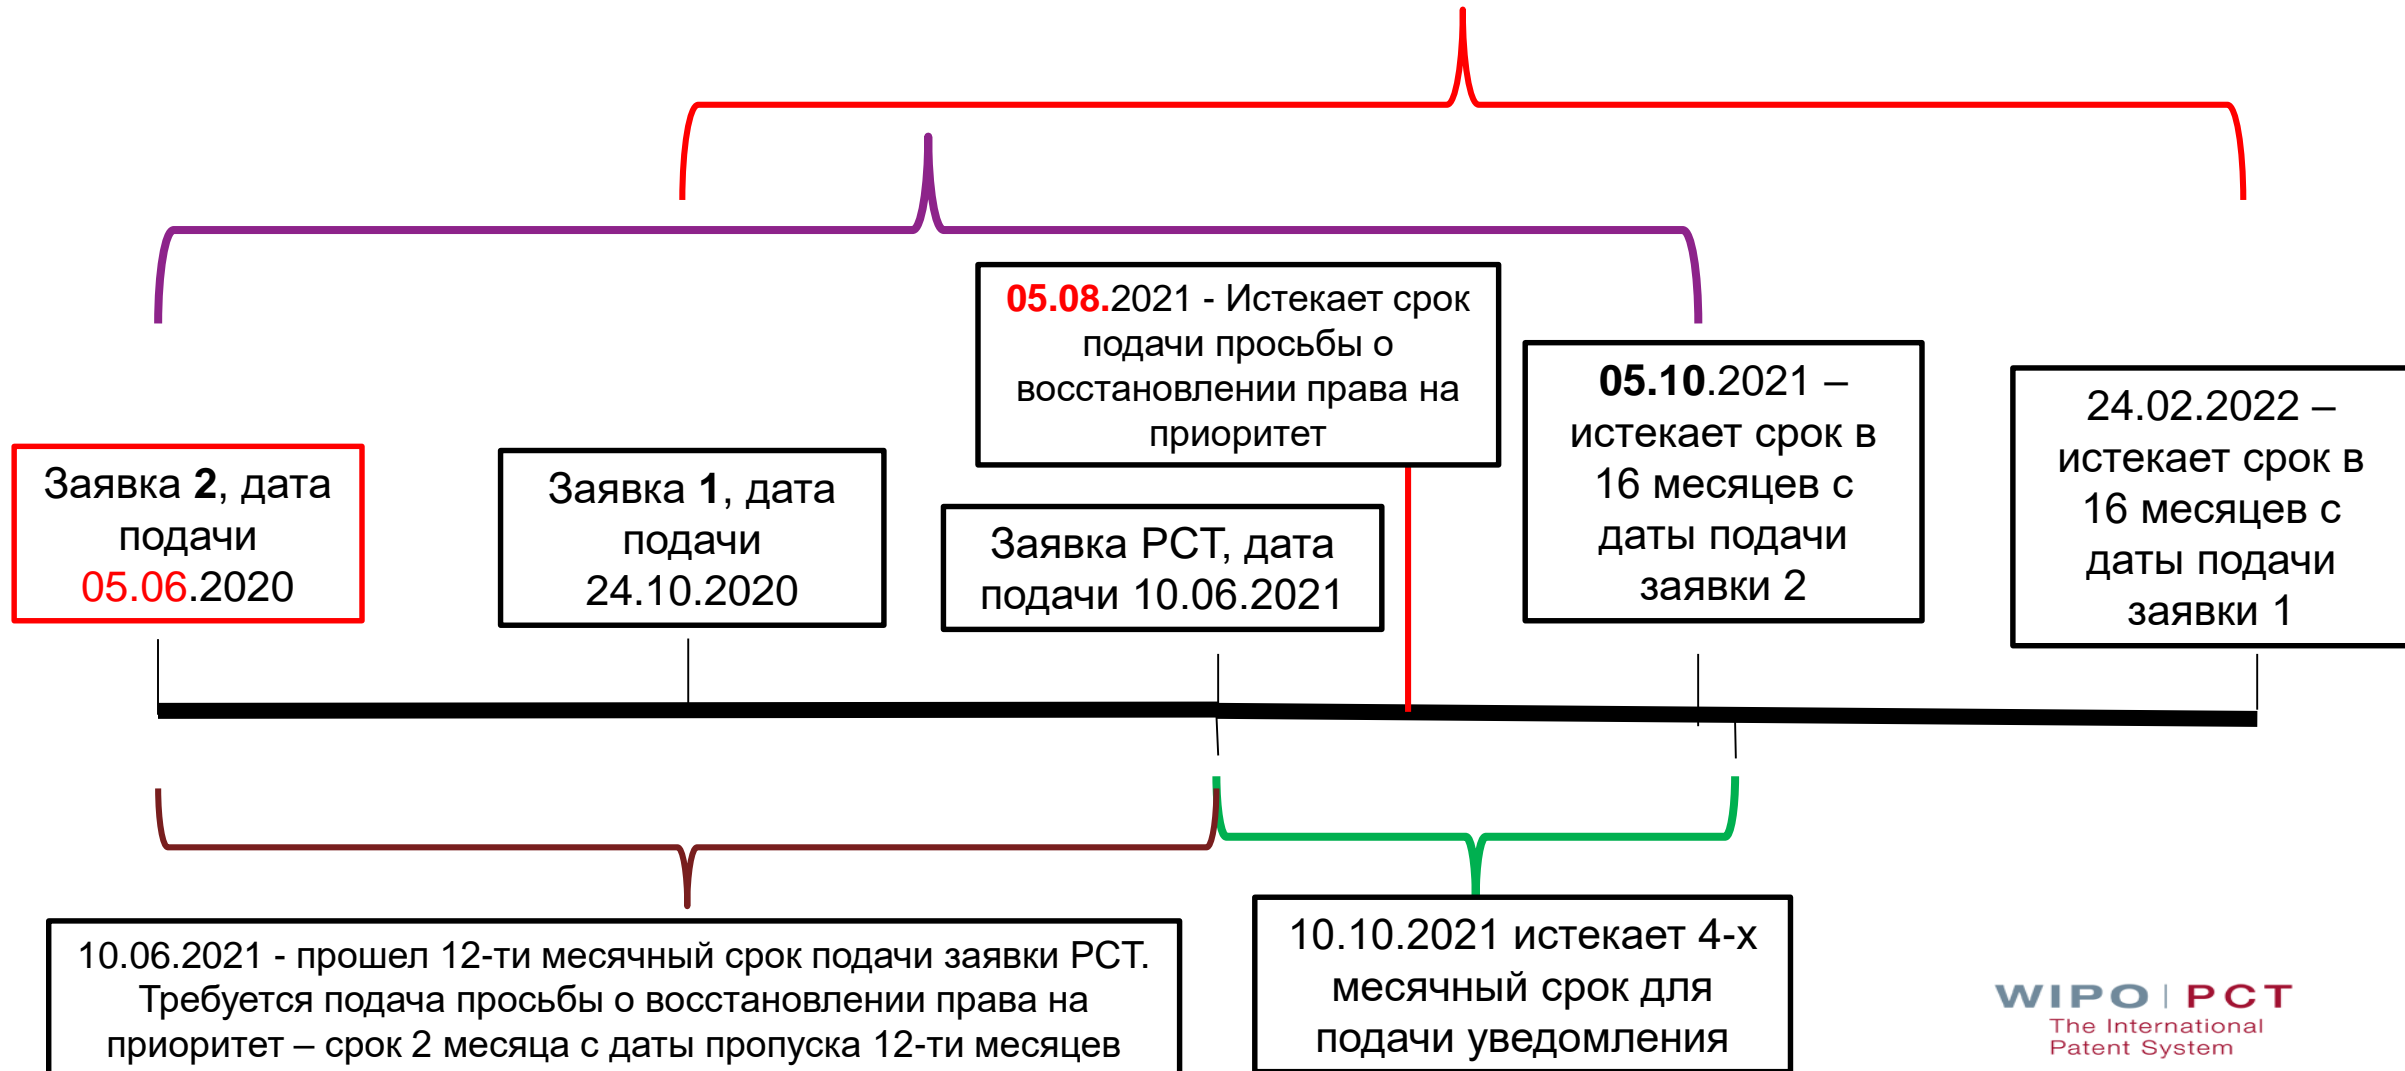 05.08.2021 - Истекает срок
подачи просьбы о
восстановлении права на
приоритет
05.10.2021 –
истекает срок в
16 месяцев с
даты подачи
заявки 2
24.02.2022 –
истекает срок в
16 месяцев с
даты подачи
заявки 1
Заявка 2, дата
подачи
05.06.2020
Заявка 1, дата
подачи
24.10.2020
Заявка РСТ, дата
подачи 10.06.2021
10.06.2021 - прошел 12-ти месячный срок подачи заявки РСТ.
Требуется подача просьбы о восстановлении права на
приоритет – срок 2 месяца с даты пропуска 12-ти месяцев
10.10.2021 истекает 4-х
месячный срок для
подачи уведомления
WIPO | PCT
The International
Patent System